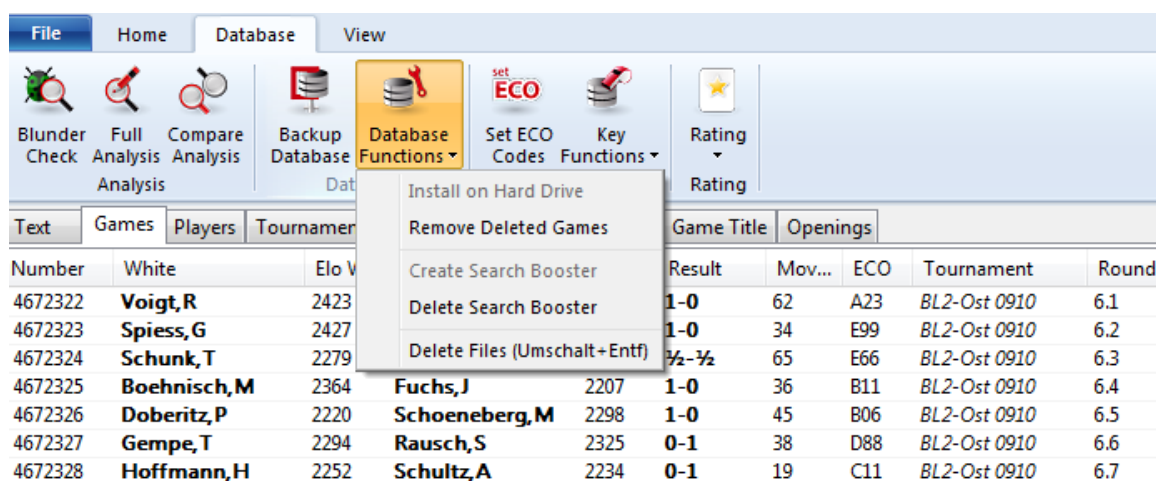 File Home Database View
set
ECO
Blunder Full Compare Backup Database Set ECO Key Rating
Check Analysis Analysis Database Functions Codes Functions
Analysis Dat Rating
Install on Hard Drive
Remove Deleted Games
Create Search Booster
Delete Search Booster
Delete Files (Umschalt+Entf)
Text Games Players Tournamen Game Title Openings
Number White Elo W Result Mov... ECO Tournament Round
4672322 Voigt,R 2423 1-0 62 A23 BL2-Ost 0910 6.1
4672323 Spiess,G 2427 1-0 34 E99 BL2-Ost 0910 6.2
4672324 Schunk,T 2279 ½-½ 65 E66 BL2-Ost 0910 6.3
4672325 Boehnisch,M 2364 Fuchs,J 2207 1-0 36 B11 BL2-Ost 0910 6.4
4672326 Doberitz,P 2220 Schoeneberg,M 2298 1-0 45 B06 BL2-Ost 0910 6.5
4672327 Gempe,T 2294 Rausch,S 2325 0-1 38 D88 BL2-Ost 0910 6.6
4672328 Hoffmann,H 2252 Schultz,A 2234 0-1 19 C11 BL2-Ost 0910 6.7